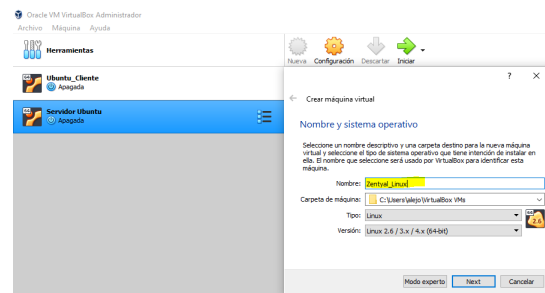 Oracle VM VirtualBox Administrador
Archivo Máquina Ayuda
Herramientas
Nueva Configuración Descartar Iniciar
Ubuntu_Cliente
Apagada
Servidor Ubuntu
Apagada
? ×
Crear máquina virtual
Nombre y sistema operativo
Seleccione un nombre descriptivo y una carpeta destino para la nueva máquina
virtual y seleccione el tipo de sistema operativo que tiene intención de instalar en
ella. El nombre que seleccione será usado por VirtualBox para identificar esta
máquina.
Nombre: Zentyal_Linux
Carpeta de máquina: C:\Users\alejo\VirtualBox VMs
Tipo: Linux
64
2.6
Versión: Linux 2.6 / 3.x / 4.x (64-bit)
Modo experto Next Cancelar